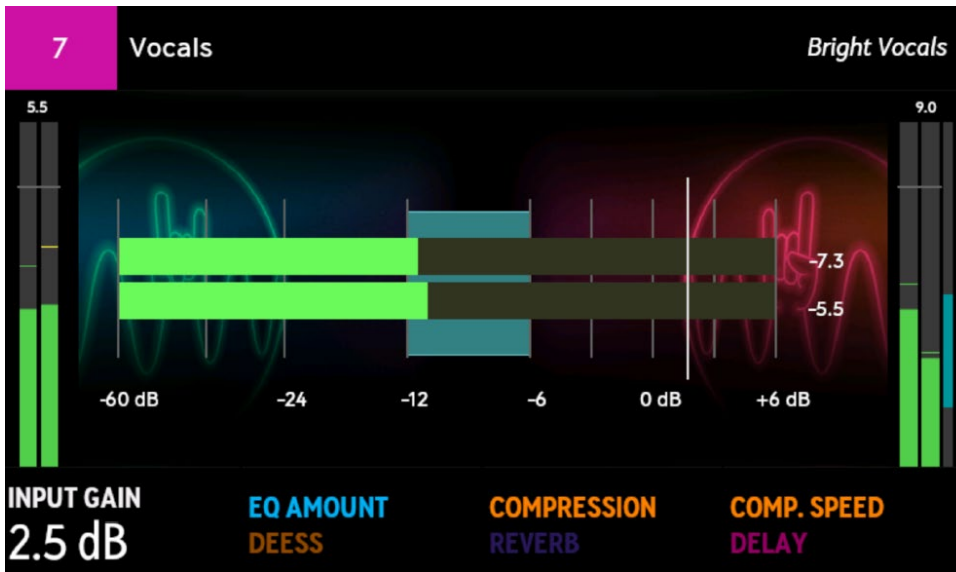 7 Vocals Bright Vocals
5.5 9.0
-7.3
-5.5
-60 dB -24 -12 -6 0 dB +6 dB
INPUT GAIN EQ AMOUNT COMPRESSION COMP. SPEED
2.5 dB DEESS REVERB DELAY